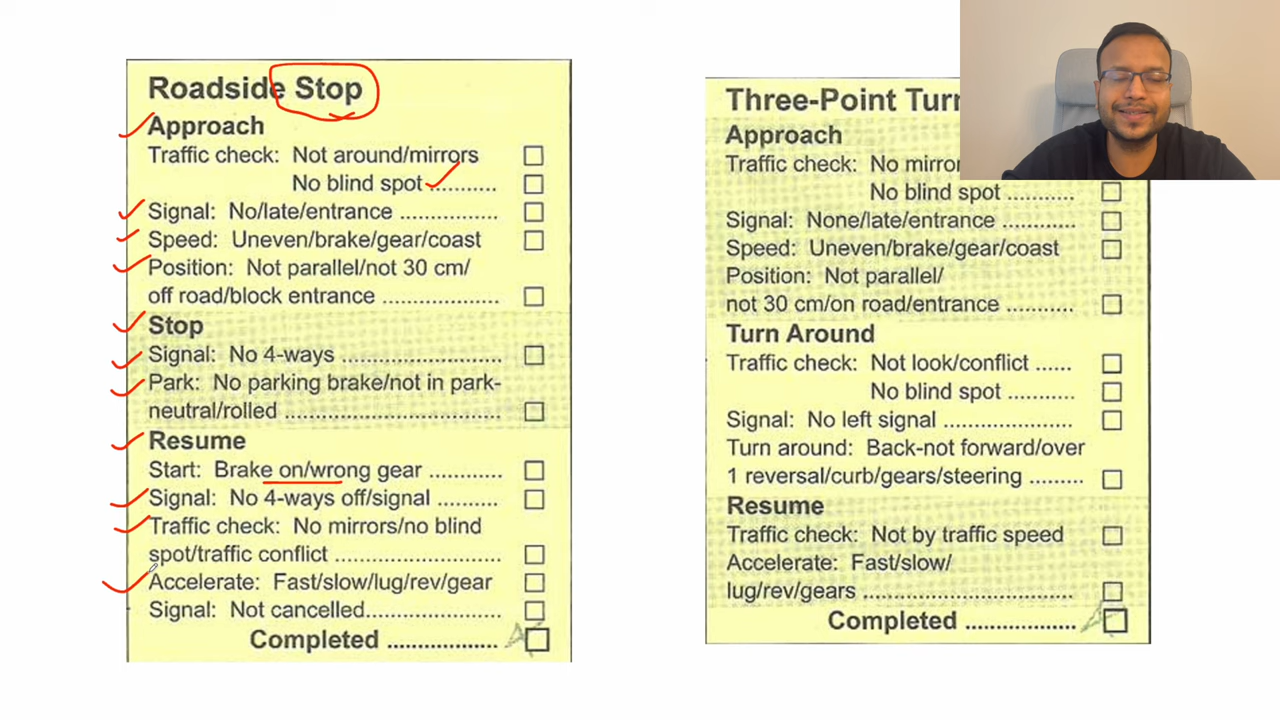 Roadside Stop
Approach
Traffic check: Not around/mirrors
No blind spot ..........
Signal: No/late/entrance .................
Speed: Uneven/brake/gear/coast
Position: Not parallel/not 30 cm/
off road/block entrance ....................
Stop
Signal: No 4-ways ............................
Park: No parking brake/not in park-
neutral/rolled .....................................
Resume
Start: Brake on/wrong gear .............
Signal: No 4-ways off/signal ..........
Traffic check: No mirrors/no blind
spot/traffic conflict ............................
Accelerate: Fast/slow/lug/rev/gear
Signal: Not cancelled.......................
Completed ....................
Three-Point Turn
Approach
Traffic check: No
No blind spot ...........
Signal: None/late/entrance ............
Speed: Uneven/brake/gear/coast
Position: Not parallel/
not 30 cm/on road/entrance ...........
Turn Around
Traffic check: Not look/conflict ......
No blind spot ...........
Signal: No left signal .....................
Turn around: Back-not forward/over
1 reversal/curb/gears/steering .........
Resume
Traffic check: Not by traffic speed
Accelerate: Fast/slow/
lug/rev/gears ...................................
Completed ....................